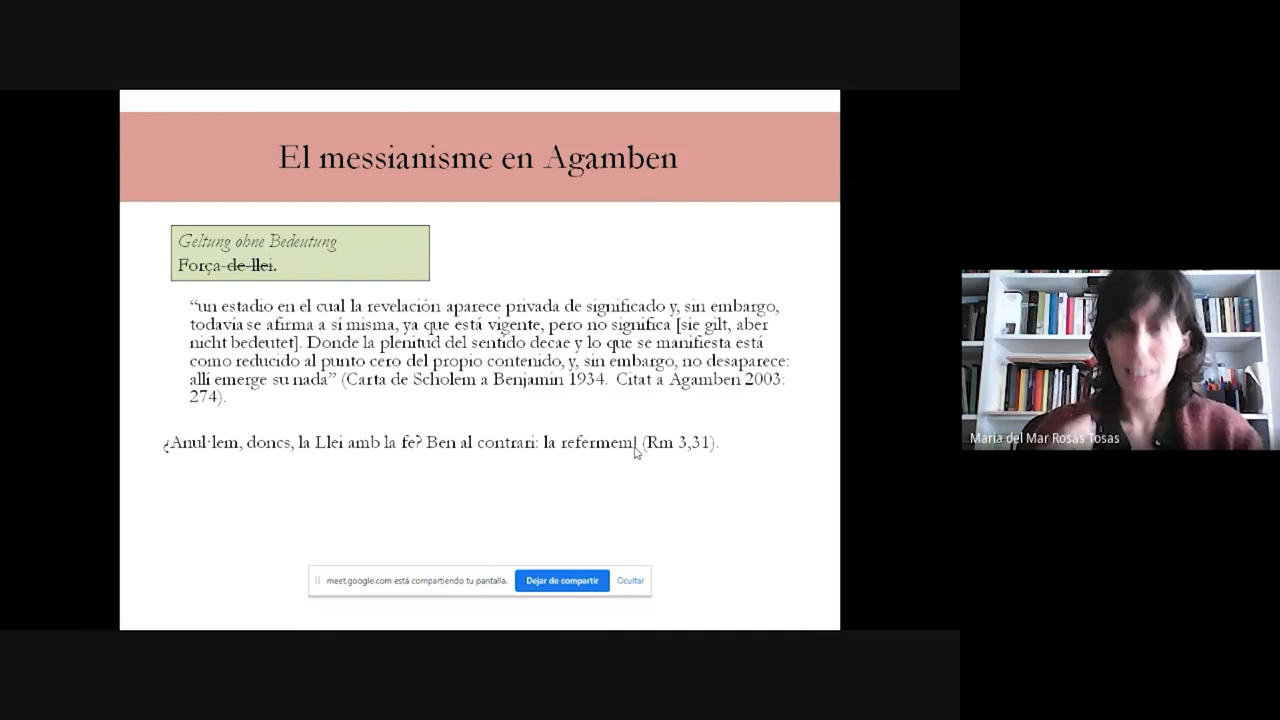 El messianisme en Agamben
Geltung ohne Bedeutung
Força de llei.
“un estadio en el cual la revelación aparece privada de significado y, sin embargo,
todavía se afirma a sí misma, ya que está vigente, pero no significa [sie gilt, aber
nicht bedeutet]. Donde la plenitud del sentido decae y lo que se manifiesta está
como reducido al punto cero del propio contenido, y, sin embargo, no desaparece:
allí emerge su nada” (Carta de Scholem a Benjamin 1934. Citat a Agamben 2003:
274).
¿Anul·lem, doncs, la Llei amb la fe? Ben al contrari: la refermem! (Rm 3,31).
meet.google.com está compartiendo tu pantalla. Dejar de compartir Ocultar
Maria del Mar Rosàs Tosas